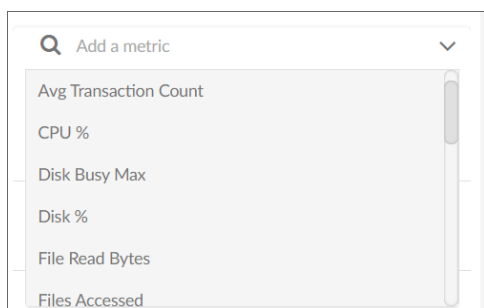 Add a metric
Avg Transaction Count
CPU %
Disk Busy Max
Disk %
File Read Bytes
Files Accessed